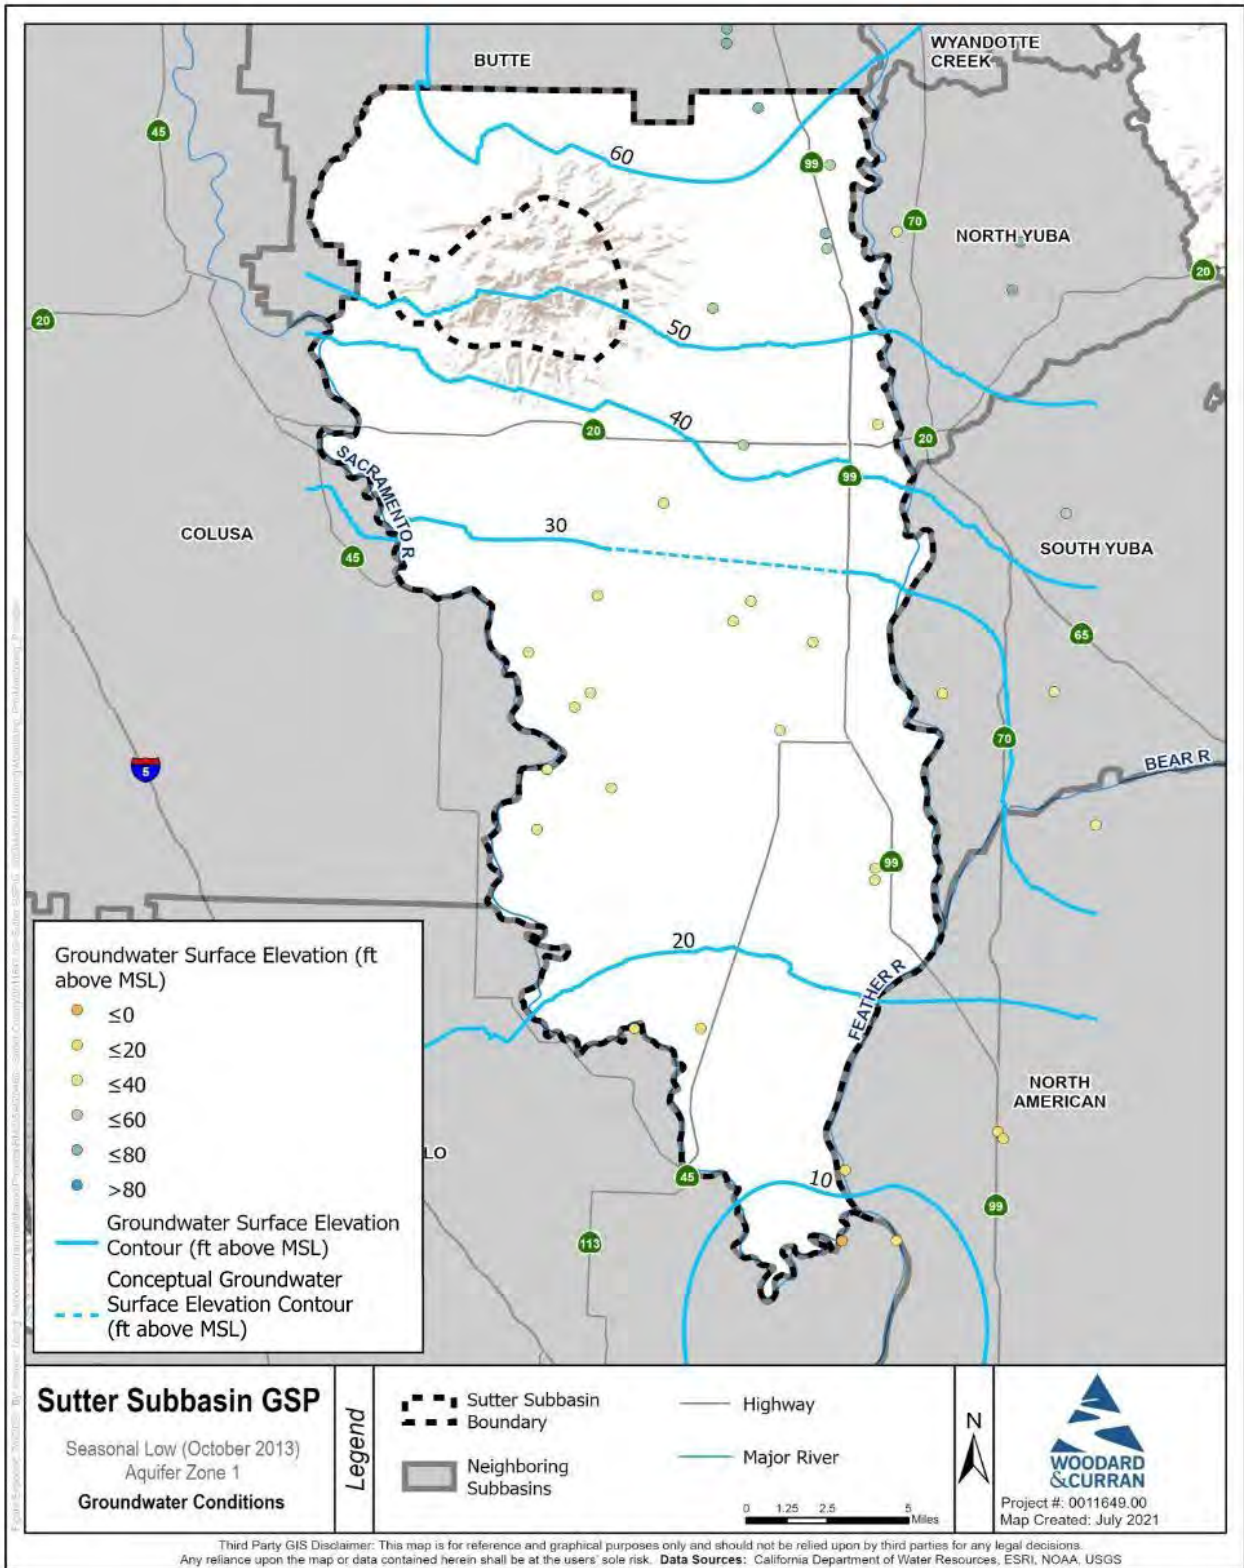 BUTTE
WYANDOTTE
CREEK
45
60
99
70
NORTH YUBA
20
20
50
40
20
20
99
SACRAMENTO R
30
COLUSA
45
SOUTH YUBA
65
5
70
BEAR R
99
20
FEATHER R
NORTH
AMERICAN
LO
45
10
99
113
Groundwater Surface Elevation (ft
above MSL)
≤0
≤20
≤40
≤60
≤80
>80
Groundwater Surface Elevation
Contour (ft above MSL)
Conceptual Groundwater
Surface Elevation Contour
(ft above MSL)
Sutter Subbasin GSP
Seasonal Low (October 2013)
Aquifer Zone 1
Groundwater Conditions
Legend
Sutter Subbasin
Boundary
Neighboring
Subbasins
Highway
Major River
N
0 1.25 2.5 5
Miles
WOODARD
&CURRAN
Project #: 0011649.00
Map Created: July 2021
Third Party GIS Disclaimer: This map is for reference and graphical purposes only and should not be relied upon by third parties for any legal decisions.
Any reliance upon the map or data contained herein shall be at the users' sole risk. Data Sources: California Department of Water Resources, ESRI, NOAA, USGS